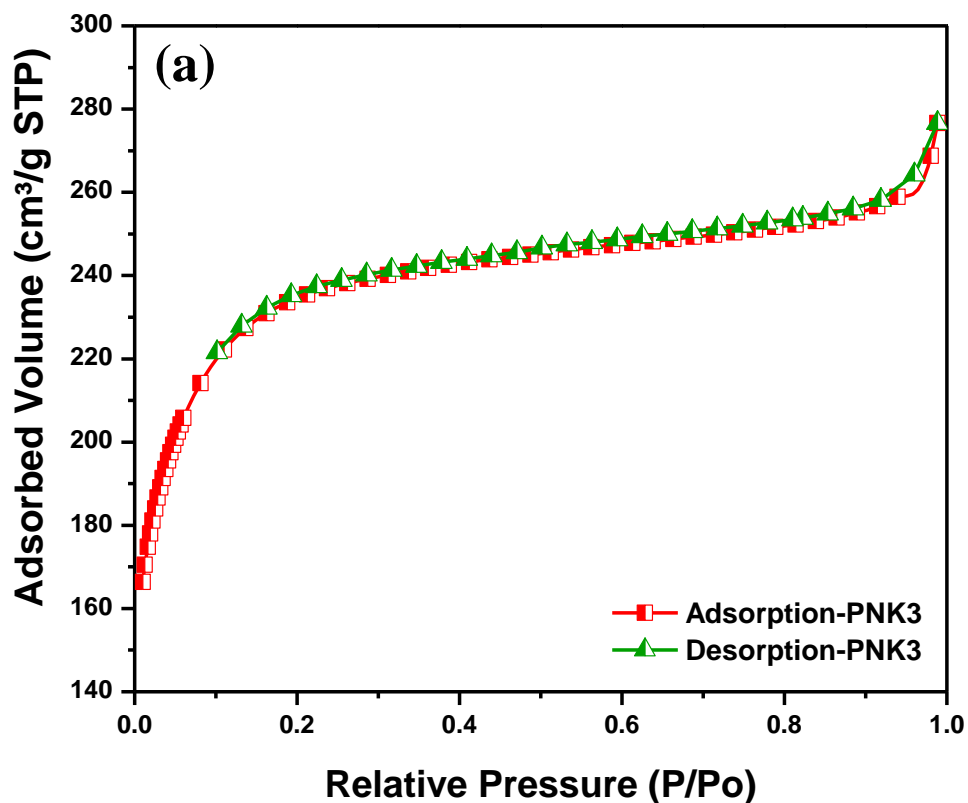 (a)
Adsorbed Volume (cm³/g STP)
300
280
260
240
220
200
180
160
140
Adsorption-PNK3
Desorption-PNK3
0.0 0.2 0.4 0.6 0.8 1.0
Relative Pressure (P/Po)